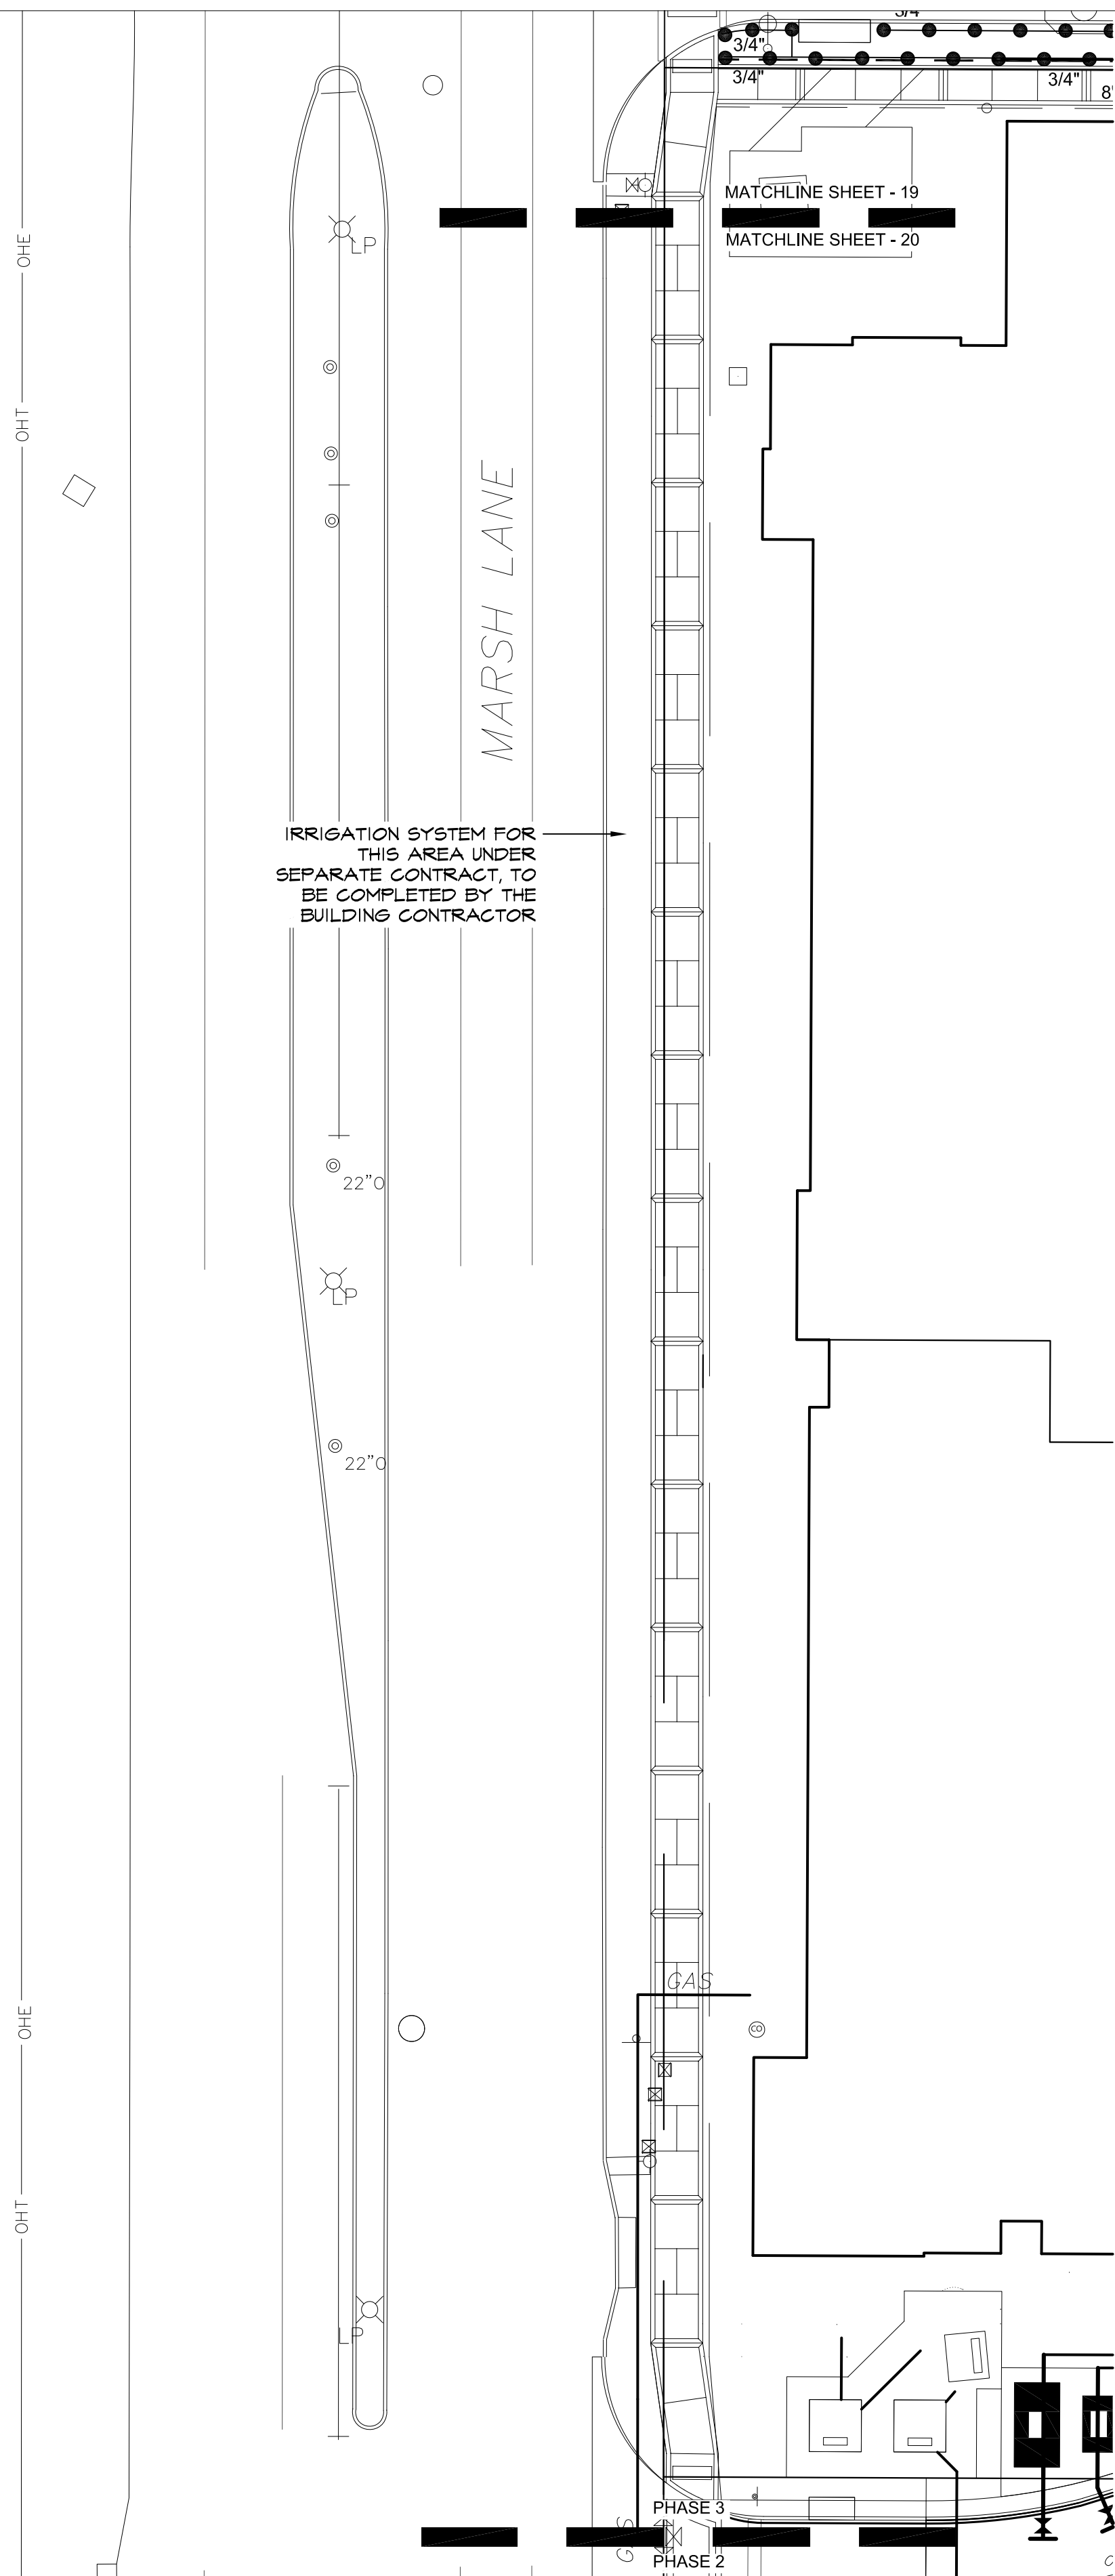 3/4"
3/4"
3/4"
MATCHLINE SHEET - 19
MATCHLINE SHEET - 20
LP
OHE
OHT
MARSH LANE
IRRIGATION SYSTEM FOR
THIS AREA UNDER
SEPARATE CONTRACT, TO
BE COMPLETED BY THE
BUILDING CONTRACTOR
22"O
LP
22"O
GAS
OHE
OHT
LP
PHASE 3
GAS
PHASE 2